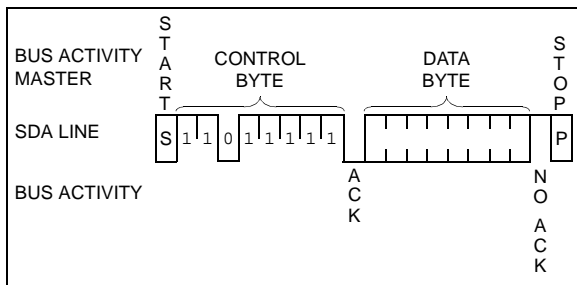 BUS ACTIVITY
MASTER
START
CONTROL
BYTE
DATA
BYTE
STOP
SDA LINE
S 1 1 0 1 1 1 1 1
P
BUS ACTIVITY
ACK
NO ACK